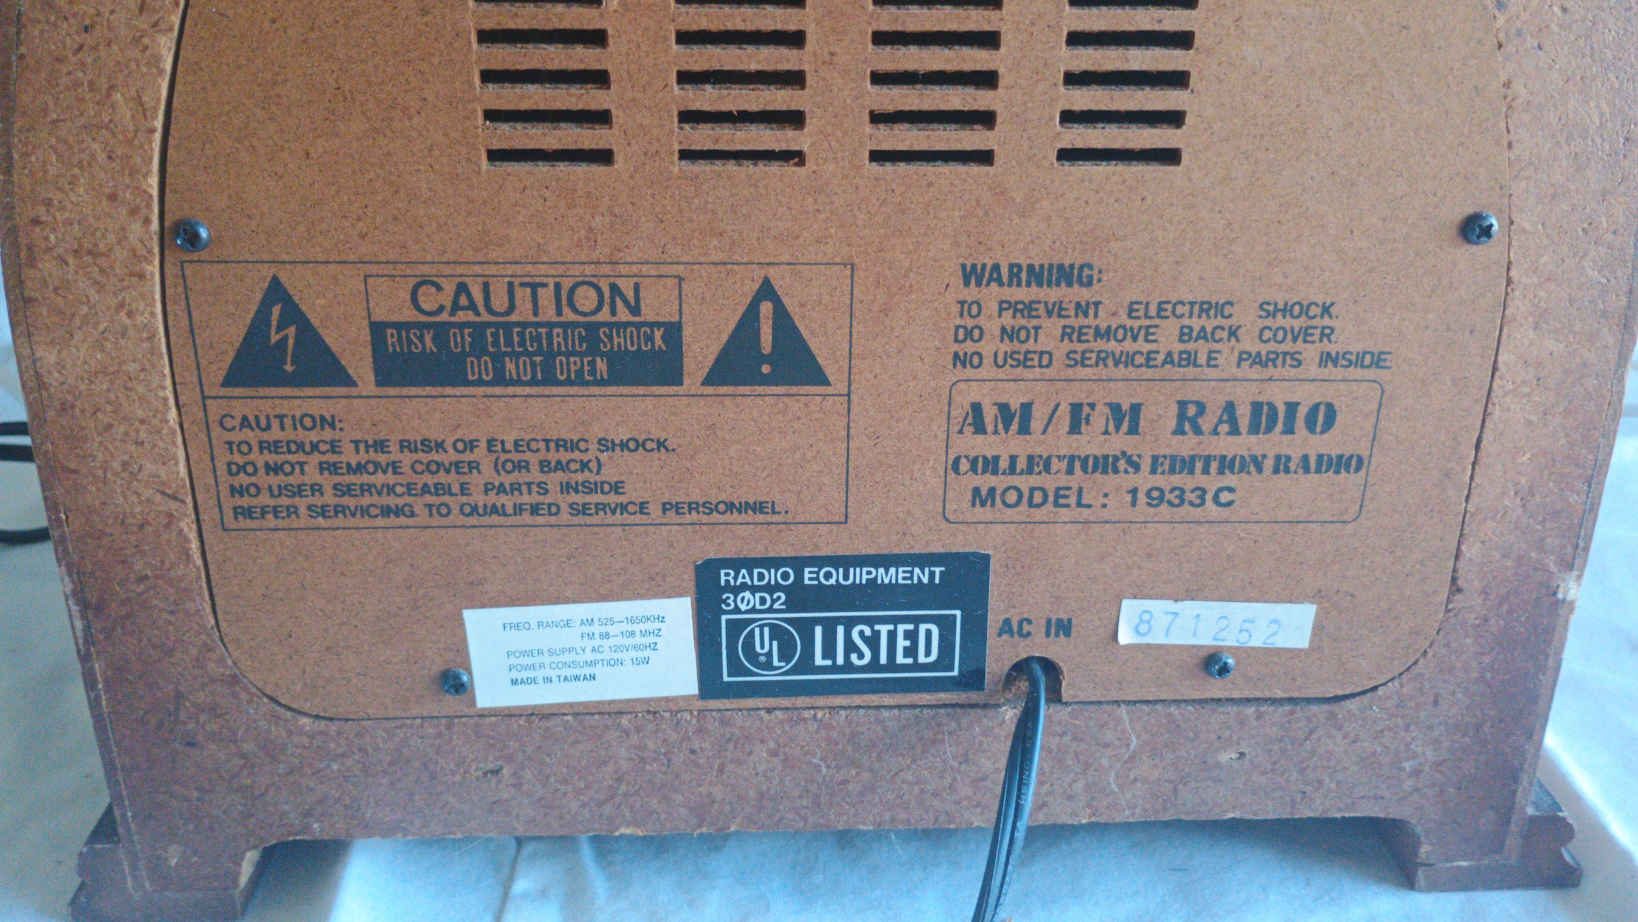 CAUTION
RISK OF ELECTRIC SHOCK
DO NOT OPEN
CAUTION:
TO REDUCE THE RISK OF ELECTRIC SHOCK.
DO NOT REMOVE COVER (OR BACK)
NO USER SERVICEABLE PARTS INSIDE
REFER SERVICING TO QUALIFIED SERVICE PERSONNEL.
WARNING:
TO PREVENT ELECTRIC SHOCK.
DO NOT REMOVE BACK COVER.
NO USED SERVICEABLE PARTS INSIDE
AM/FM RADIO
COLLECTOR'S EDITION RADIO
MODEL: 1933C
FREQ. RANGE: AM 525—1650KHz
FM 88—108 MHZ
POWER SUPPLY AC 120V/60HZ
POWER CONSUMPTION: 15W
MADE IN TAIWAN
RADIO EQUIPMENT
3ØD2
UL® LISTED
AC IN
871252